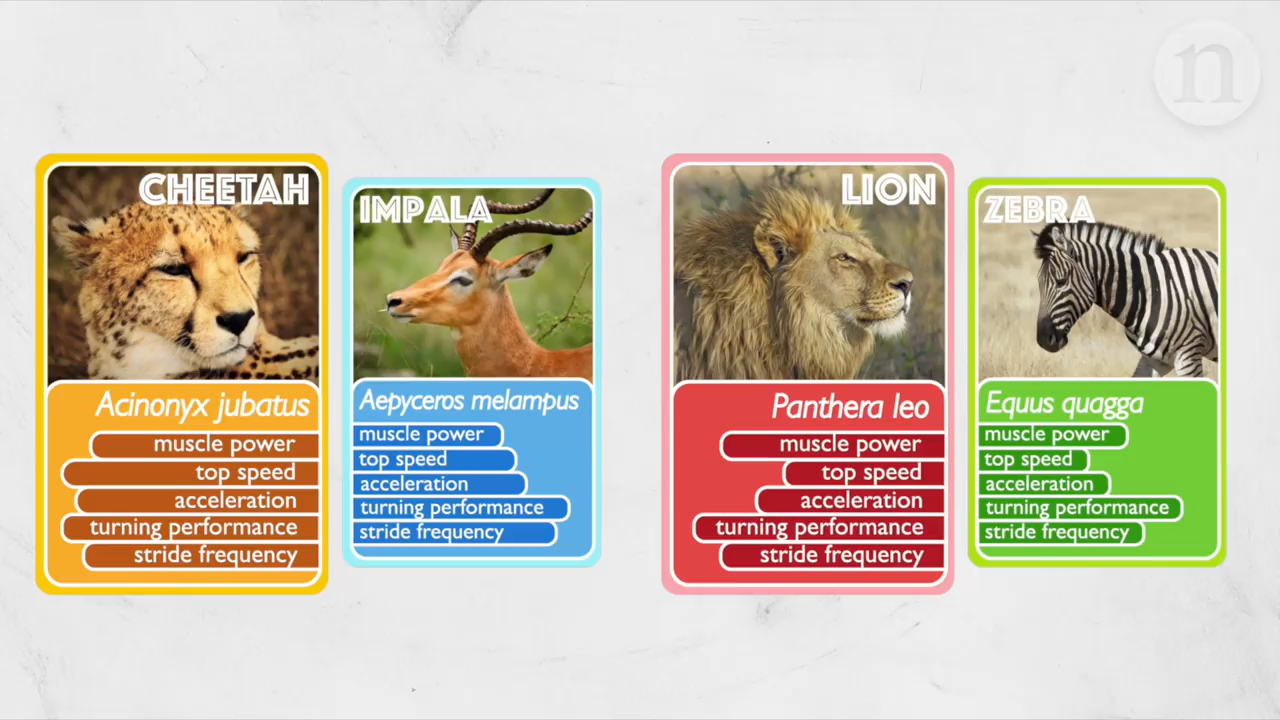 n
CHEETAH
Acinonyx jubatus
muscle power
top speed
acceleration
turning performance
stride frequency
IMPALA
Aepyceros melampus
muscle power
top speed
acceleration
turning performance
stride frequency
LION
Panthera leo
muscle power
top speed
acceleration
turning performance
stride frequency
ZEBRA
Equus quagga
muscle power
top speed
acceleration
turning performance
stride frequency